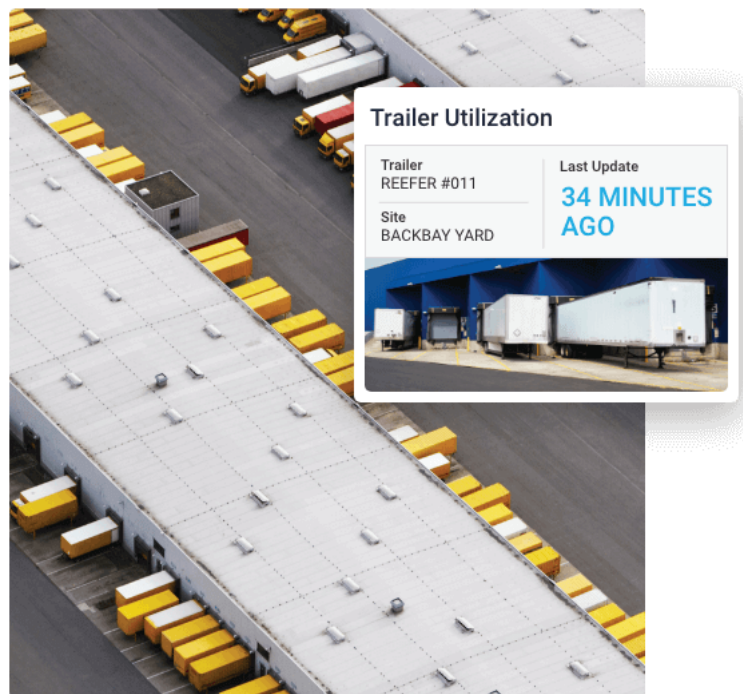 Trailer Utilization
Trailer
REEFER #011
Site
BACKBAY YARD
Last Update
34 MINUTES
AGO